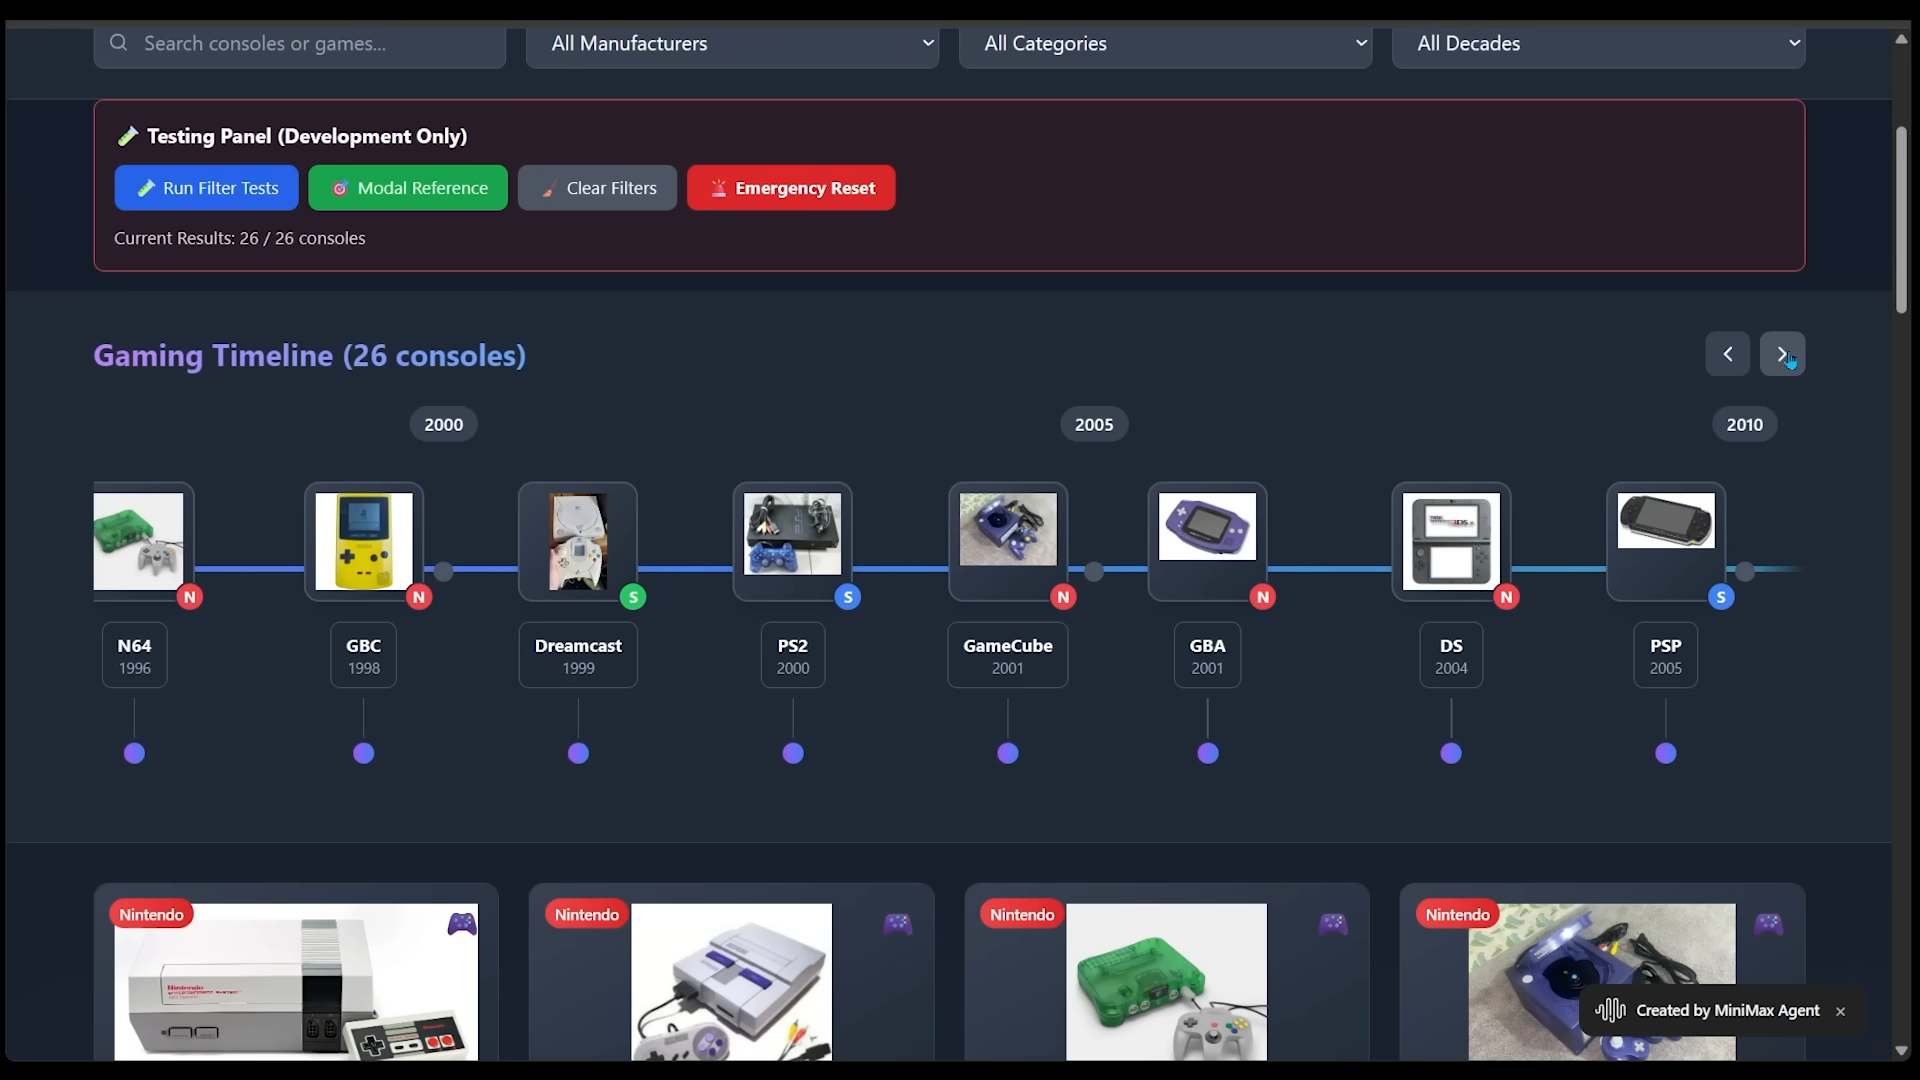 Search consoles or games...
All Manufacturers
All Categories
All Decades
Testing Panel (Development Only)
Run Filter Tests
Modal Reference
Clear Filters
Emergency Reset
Current Results: 26 / 26 consoles
Gaming Timeline (26 consoles)
2000
2005
2010
N
N
S
S
N
N
N
S
N64
1996
GBC
1998
Dreamcast
1999
PS2
2000
GameCube
2001
GBA
2001
DS
2004
PSP
2005
Nintendo
Nintendo
Nintendo
Nintendo
Nintendo
Created by MiniMax Agent